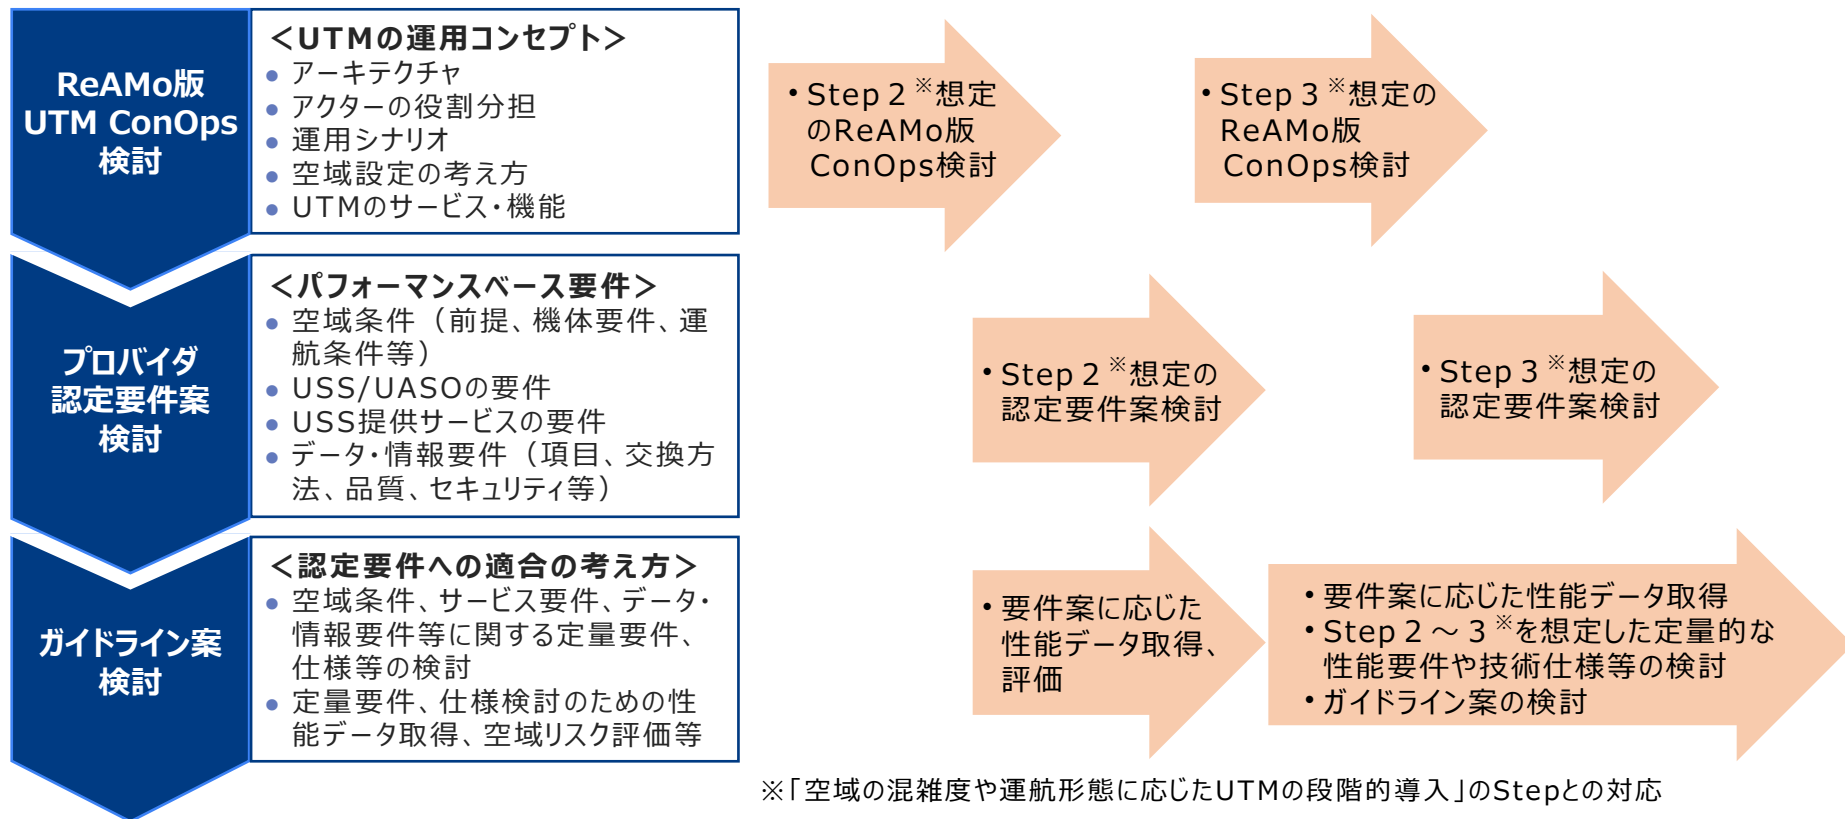 ReAMo版
UTM ConOps
検討
＜UTMの運用コンセプト＞
● アーキテクチャ
● アクターの役割分担
● 運用シナリオ
● 空域設定の考え方
● UTMのサービス・機能
• Step 2 ※想定
のReAMo版
ConOps検討
• Step 3 ※想定の
ReAMo版
ConOps検討
プロバイダ
認定要件案
検討
＜パフォーマンスベース要件＞
● 空域条件（前提、機体要件、運
航条件等）
● USS/UASOの要件
● USS提供サービスの要件
● データ・情報要件（項目、交換方
法、品質、セキュリティ等）
• Step 2 ※想定の
認定要件案検討
• Step 3 ※想定の
認定要件案検討
ガイドライン案
検討
＜認定要件への適合の考え方＞
● 空域条件、サービス要件、データ・
情報要件等に関する定量要件、
仕様等の検討
● 定量要件、仕様検討のための性
能データ取得、空域リスク評価等
• 要件案に応じた
性能データ取得、
評価
• 要件案に応じた性能データ取得
• Step 2 ～ 3 ※を想定した定量的な
性能要件や技術仕様等の検討
• ガイドライン案の検討
※「空域の混雑度や運航形態に応じたUTMの段階的導入」のStepとの対応